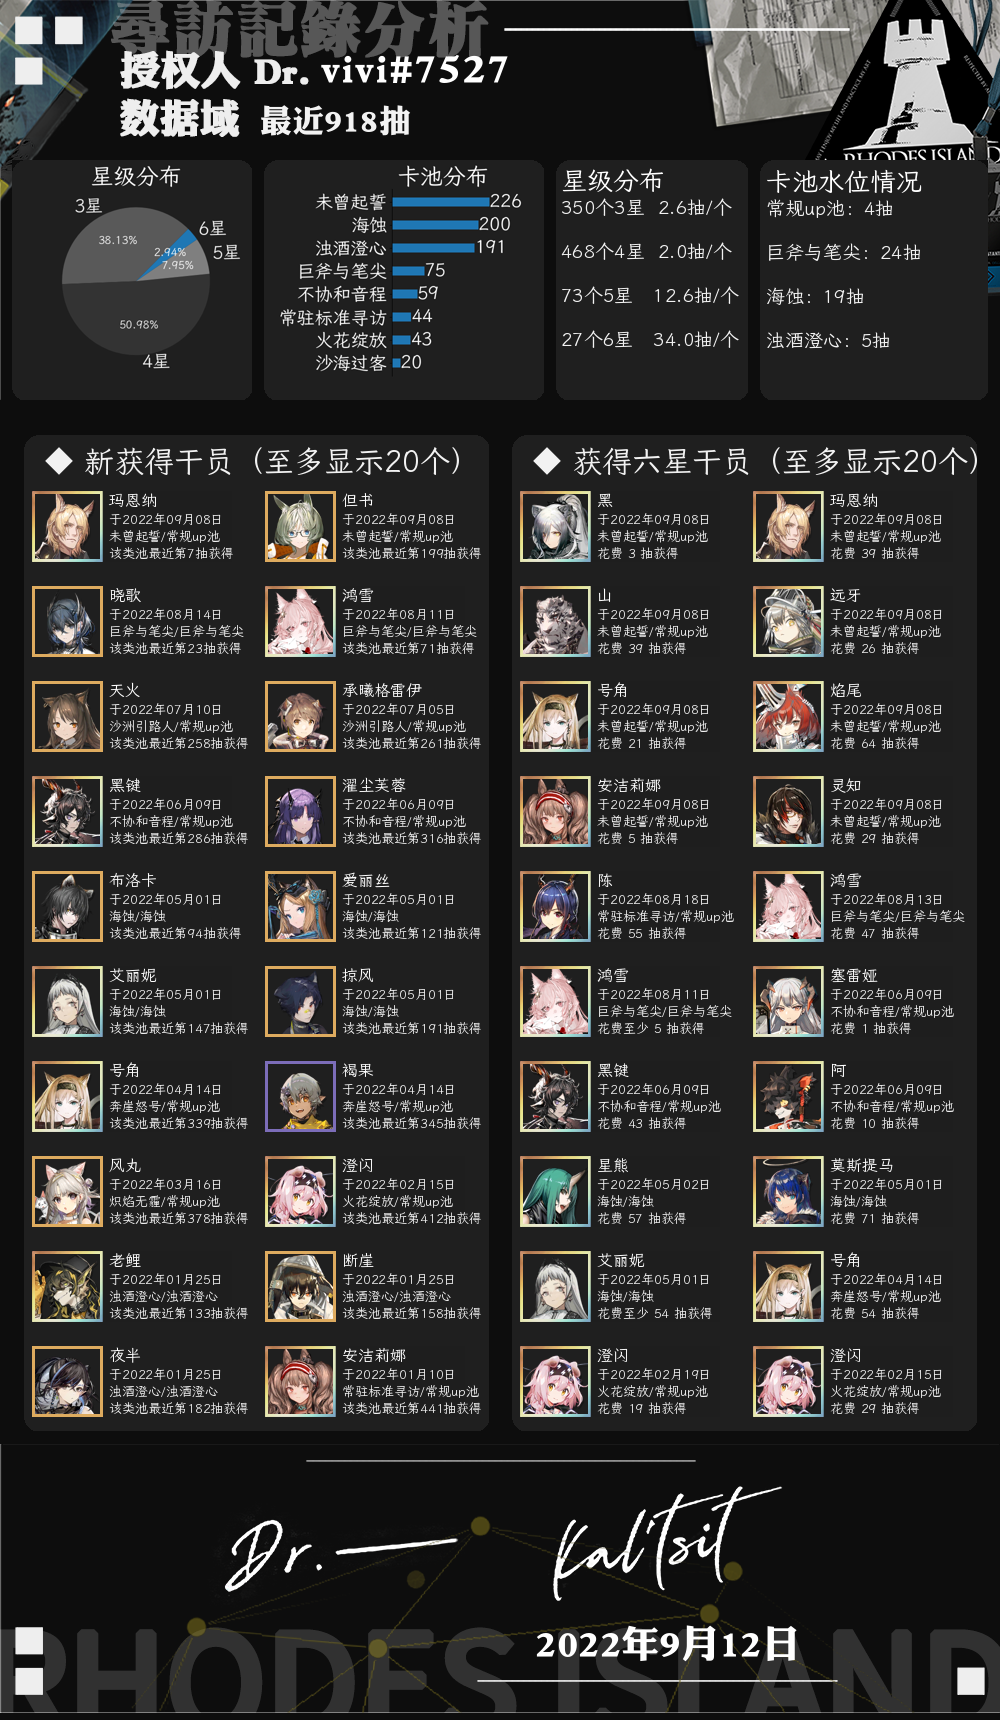 尋訪記錄分析
授权人 Dr. vivi#7527
数据域 最近918抽
RHODES ISLAND
星级分布
3星
6星
5星
4星
38.13%
2.94%
7.95%
50.98%
卡池分布
未曾起誓 226
海蚀 200
浊酒澄心 191
巨斧与笔尖 75
不协和音程 59
常驻标准寻访 44
火花绽放 43
沙海过客 20
星级分布
350个3星 2.6抽/个
468个4星 2.0抽/个
73个5星 12.6抽/个
27个6星 34.0抽/个
卡池水位情况
常规up池: 4抽
巨斧与笔尖: 24抽
海蚀: 19抽
浊酒澄心: 5抽
◆ 新获得干员（至多显示20个）
玛恩纳
于2022年09月08日
未曾起誓/常规up池
该类池最近第7抽获得
但书
于2022年09月08日
未曾起誓/常规up池
该类池最近第199抽获得
晓歌
于2022年08月14日
巨斧与笔尖/巨斧与笔尖
该类池最近第23抽获得
鸿雪
于2022年08月11日
巨斧与笔尖/巨斧与笔尖
该类池最近第71抽获得
天火
于2022年07月10日
沙洲引路人/常规up池
该类池最近第258抽获得
承曦格雷伊
于2022年07月05日
沙洲引路人/常规up池
该类池最近第261抽获得
黑键
于2022年06月09日
不协和音程/常规up池
该类池最近第286抽获得
濯尘芙蓉
于2022年06月09日
不协和音程/常规up池
该类池最近第316抽获得
布洛卡
于2022年05月01日
海蚀/海蚀
该类池最近第94抽获得
爱丽丝
于2022年05月01日
海蚀/海蚀
该类池最近第121抽获得
艾丽妮
于2022年05月01日
海蚀/海蚀
该类池最近第147抽获得
掠风
于2022年05月01日
海蚀/海蚀
该类池最近第191抽获得
号角
于2022年04月14日
奔崖怒号/常规up池
该类池最近第339抽获得
褐果
于2022年04月14日
奔崖怒号/常规up池
该类池最近第345抽获得
风丸
于2022年03月16日
炽焰无霾/常规up池
该类池最近第378抽获得
澄闪
于2022年02月15日
火花绽放/常规up池
该类池最近第412抽获得
老鲤
于2022年01月25日
浊酒澄心/浊酒澄心
该类池最近第133抽获得
断崖
于2022年01月25日
浊酒澄心/浊酒澄心
该类池最近第158抽获得
夜半
于2022年01月25日
浊酒澄心/浊酒澄心
该类池最近第182抽获得
安洁莉娜
于2022年01月10日
常驻标准寻访/常规up池
该类池最近第441抽获得
◆ 获得六星干员（至多显示20个）
黑
于2022年09月08日
未曾起誓/常规up池
花费 3 抽获得
玛恩纳
于2022年09月08日
未曾起誓/常规up池
花费 39 抽获得
山
于2022年09月08日
未曾起誓/常规up池
花费 39 抽获得
远牙
于2022年09月08日
未曾起誓/常规up池
花费 26 抽获得
号角
于2022年09月08日
未曾起誓/常规up池
花费 21 抽获得
焰尾
于2022年09月08日
未曾起誓/常规up池
花费 64 抽获得
安洁莉娜
于2022年09月08日
未曾起誓/常规up池
花费 5 抽获得
灵知
于2022年09月08日
未曾起誓/常规up池
花费 29 抽获得
陈
于2022年08月18日
常驻标准寻访/常规up池
花费 55 抽获得
鸿雪
于2022年08月13日
巨斧与笔尖/巨斧与笔尖
花费 47 抽获得
鸿雪
于2022年08月11日
巨斧与笔尖/巨斧与笔尖
花费至少 5 抽获得
塞雷娅
于2022年06月09日
不协和音程/常规up池
花费 1 抽获得
黑键
于2022年06月09日
不协和音程/常规up池
花费 43 抽获得
阿
于2022年06月09日
不协和音程/常规up池
花费 10 抽获得
星熊
于2022年05月02日
海蚀/海蚀
花费 57 抽获得
莫斯提马
于2022年05月01日
海蚀/海蚀
花费 71 抽获得
艾丽妮
于2022年05月01日
海蚀/海蚀
花费至少 54 抽获得
号角
于2022年04月14日
奔崖怒号/常规up池
花费 54 抽获得
澄闪
于2022年02月19日
火花绽放/常规up池
花费 19 抽获得
澄闪
于2022年02月15日
火花绽放/常规up池
花费 29 抽获得
Dr. — Kal'tsit
2022年9月12日
RHODES ISLAND